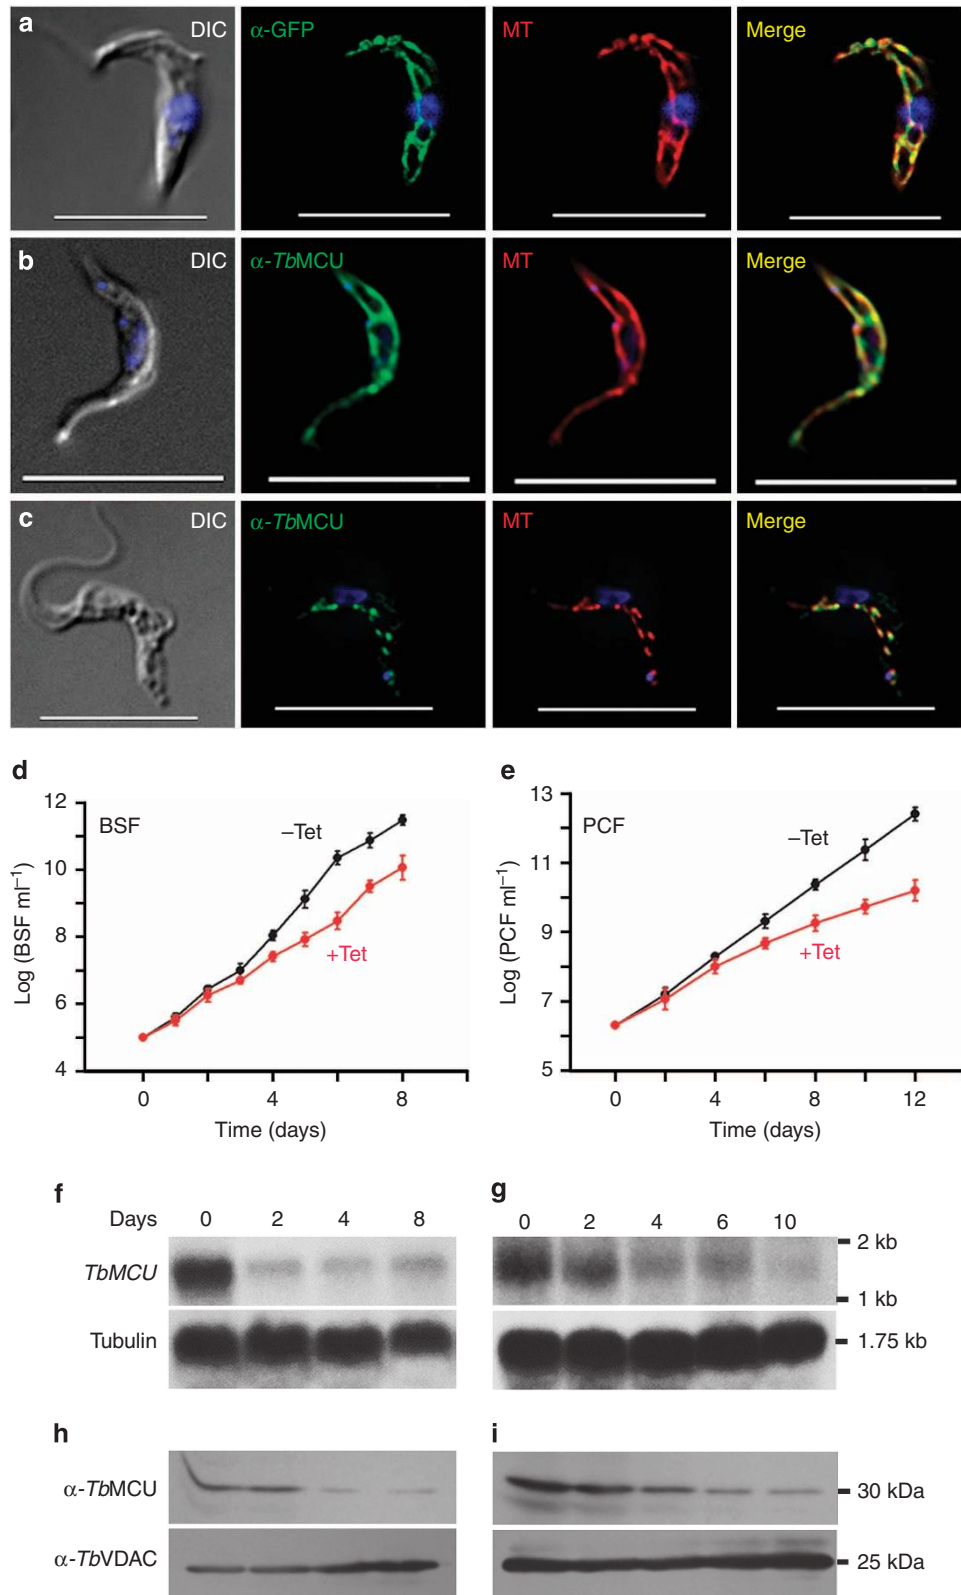 a DIC α-GFP MT Merge
b DIC α-TbMCU MT Merge
c DIC α-TbMCU MT Merge
d
12
10
8
6
4
Log (BSF ml⁻¹)
BSF
–Tet
+Tet
0 4 8
Time (days)
e
13
11
9
7
5
Log (PCF ml⁻¹)
PCF
–Tet
+Tet
0 4 8 12
Time (days)
f
Days 0 2 4 8
TbMCU
Tubulin
g
0 2 4 6 10
2 kb
1 kb
1.75 kb
h
α-TbMCU
α-TbVDAC
i
30 kDa
25 kDa